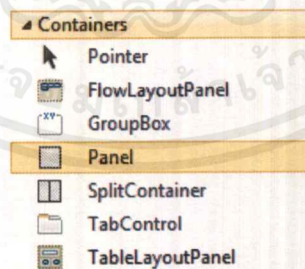 Containers
Pointer
FlowLayoutPanel
GroupBox
Panel
SplitContainer
TabControl
TableLayoutPanel